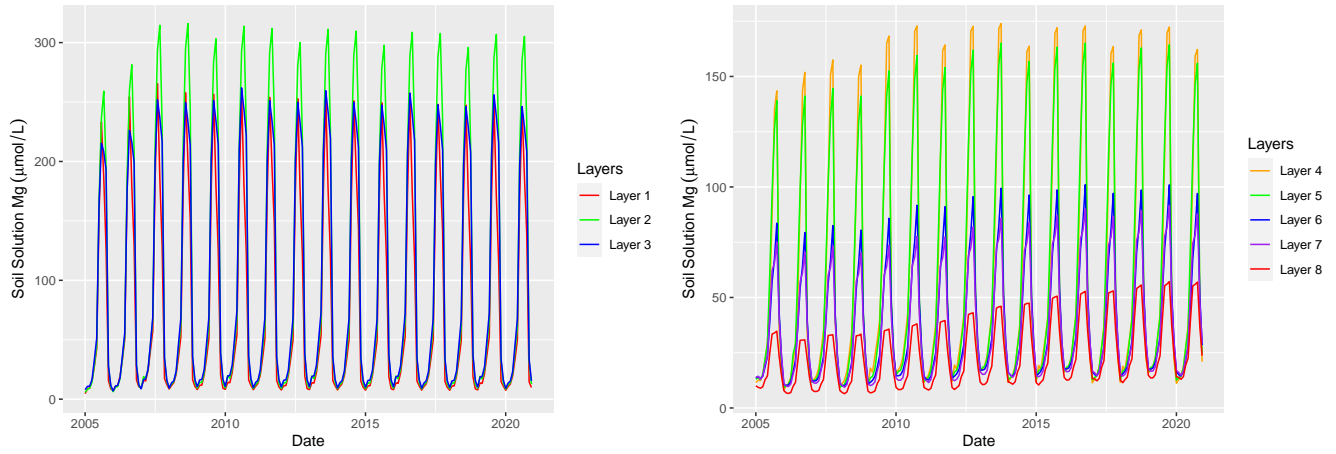 Soil Solution Mg (μmol/L)
300
200
100
0
2005
2010
2015
2020
Date
Layers
Layer 1
Layer 2
Layer 3
Soil Solution Mg (μmol/L)
150
100
50
0
2005
2010
2015
2020
Date
Layers
Layer 4
Layer 5
Layer 6
Layer 7
Layer 8